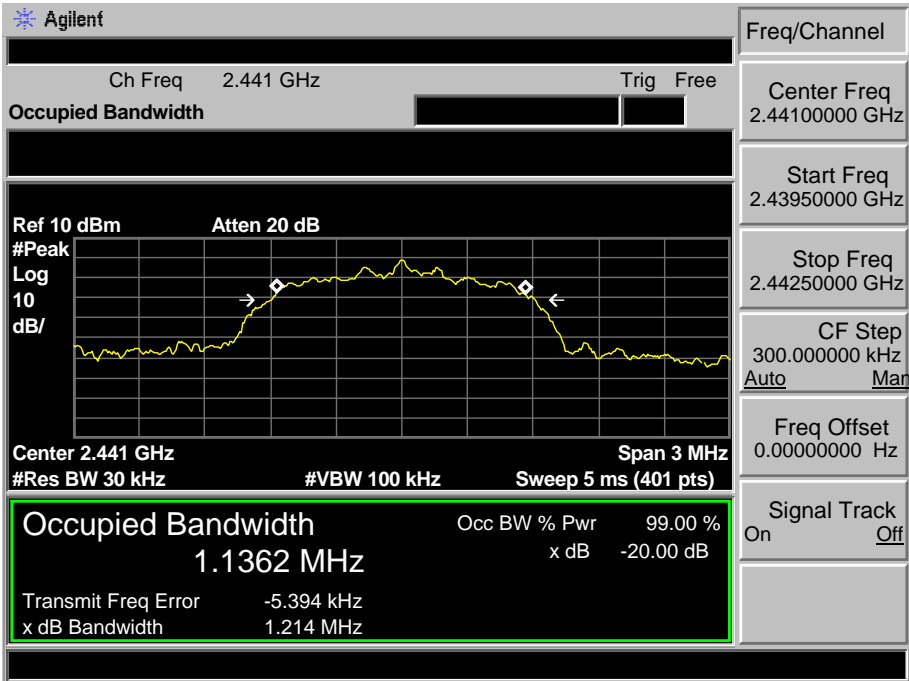 Agilent
Freq/Channel
Ch Freq 2.441 GHz Trig Free
Occupied Bandwidth
Center Freq
2.44100000 GHz
Start Freq
2.43950000 GHz
Stop Freq
2.44250000 GHz
CF Step
300.000000 kHz
Auto Man
Freq Offset
0.00000000 Hz
Signal Track
On Off
Ref 10 dBm Atten 20 dB
#Peak
Log
10
dB/
Center 2.441 GHz Span 3 MHz
#Res BW 30 kHz #VBW 100 kHz Sweep 5 ms (401 pts)
Occupied Bandwidth Occ BW % Pwr 99.00 %
1.1362 MHz x dB -20.00 dB
Transmit Freq Error -5.394 kHz
x dB Bandwidth 1.214 MHz